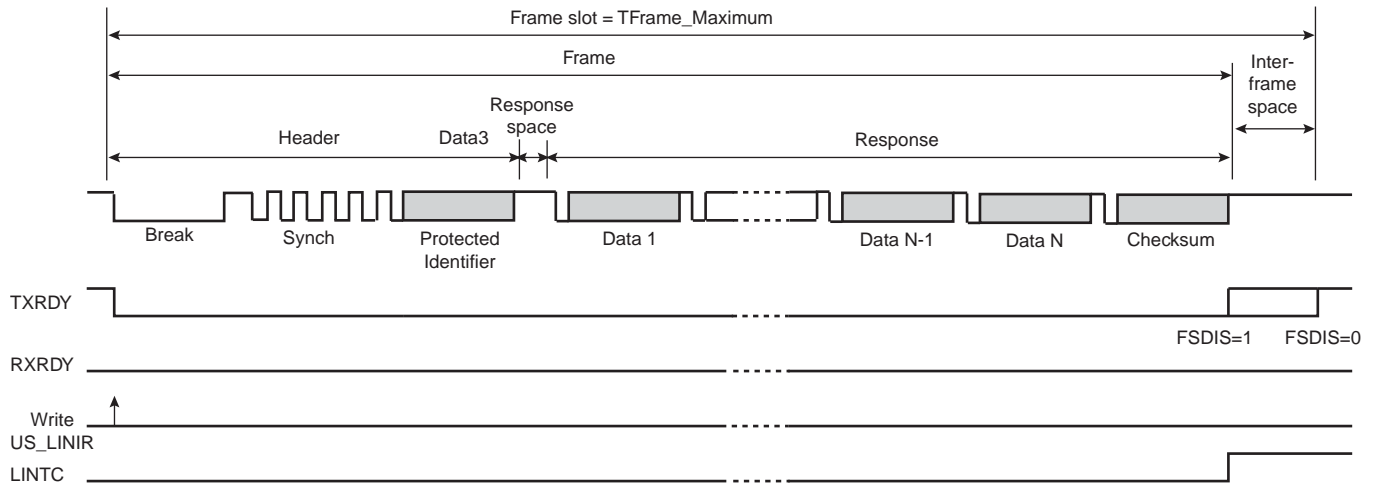 Frame slot = TFrame_Maximum
Frame
Inter-
frame
space
Response
space
Header
Data3
Response
Break
Synch
Protected
Identifier
Data 1
Data N-1
Data N
Checksum
TXRDY
FSDIS=1
FSDIS=0
RXRDY
Write
US_LINIR
LINTC